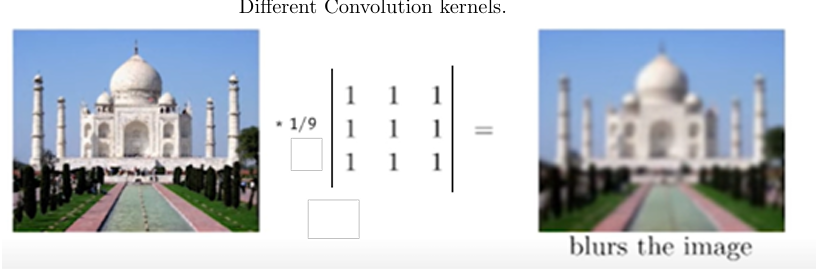 Different Convolution kernels.
* 1/9
1 1 1
1 1 1
1 1 1
=
blurs the image